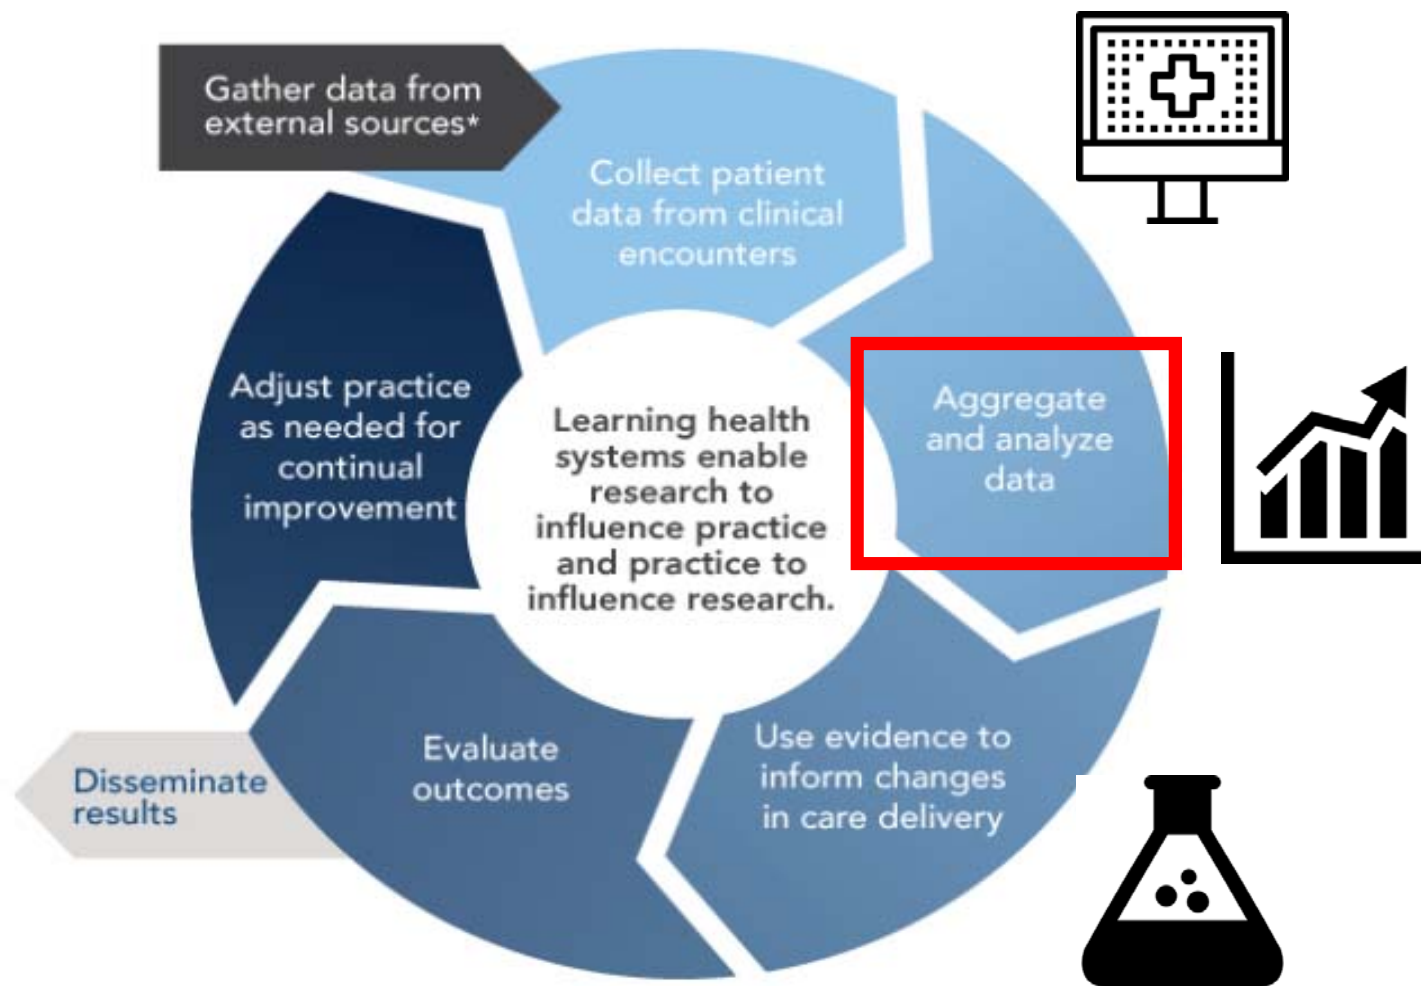 Gather data from
external sources*
Collect patient
data from clinical
encounters
Aggregate
and analyze
data
Use evidence to
inform changes
in care delivery
Evaluate
outcomes
Disseminate
results
Adjust practice
as needed for
continual
improvement
Learning health
systems enable
research to
influence practice
and practice to
influence research.